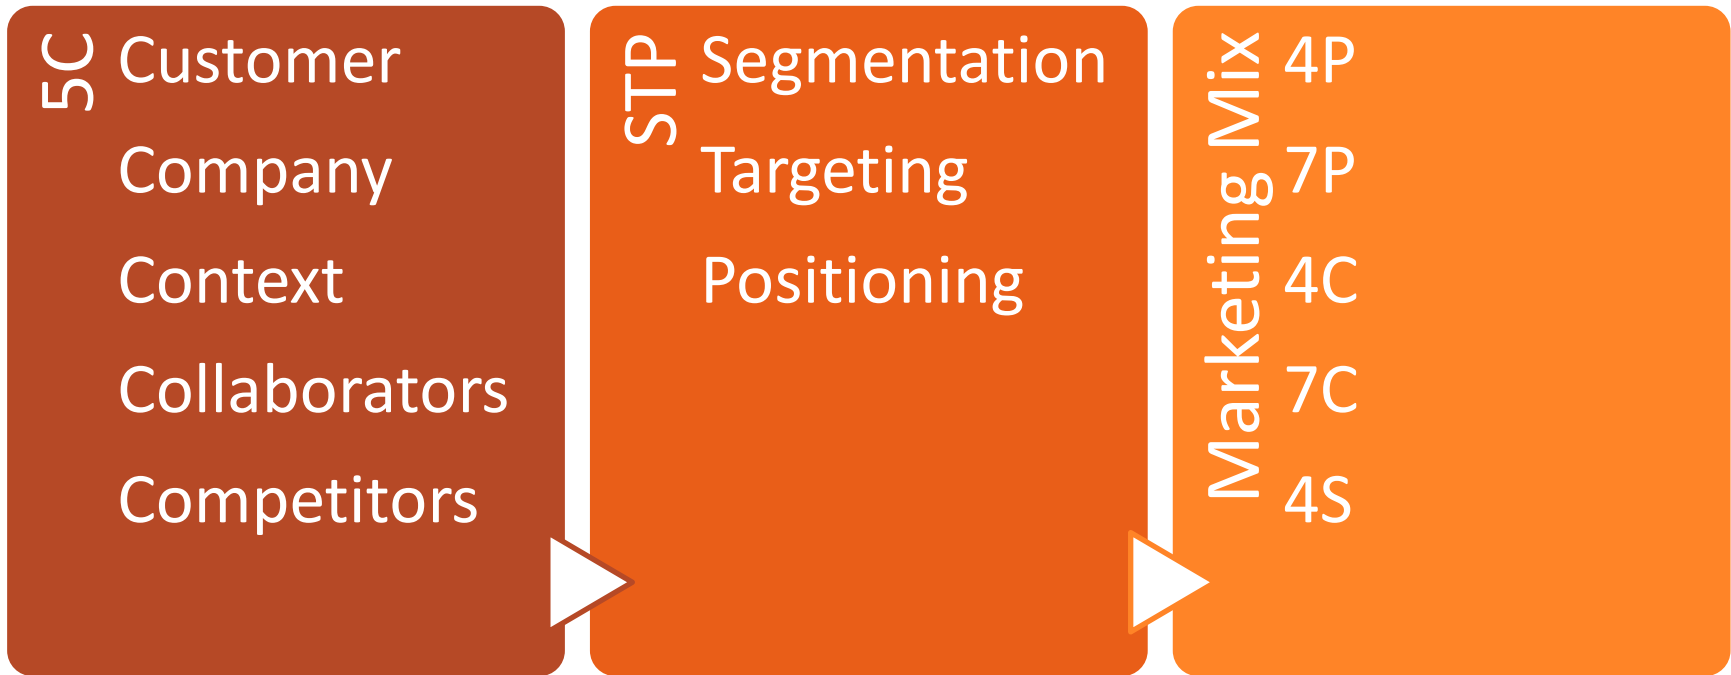 5C
Customer
Company
Context
Collaborators
Competitors
STP
Segmentation
Targeting
Positioning
Marketing Mix
4P
7P
4C
7C
4S